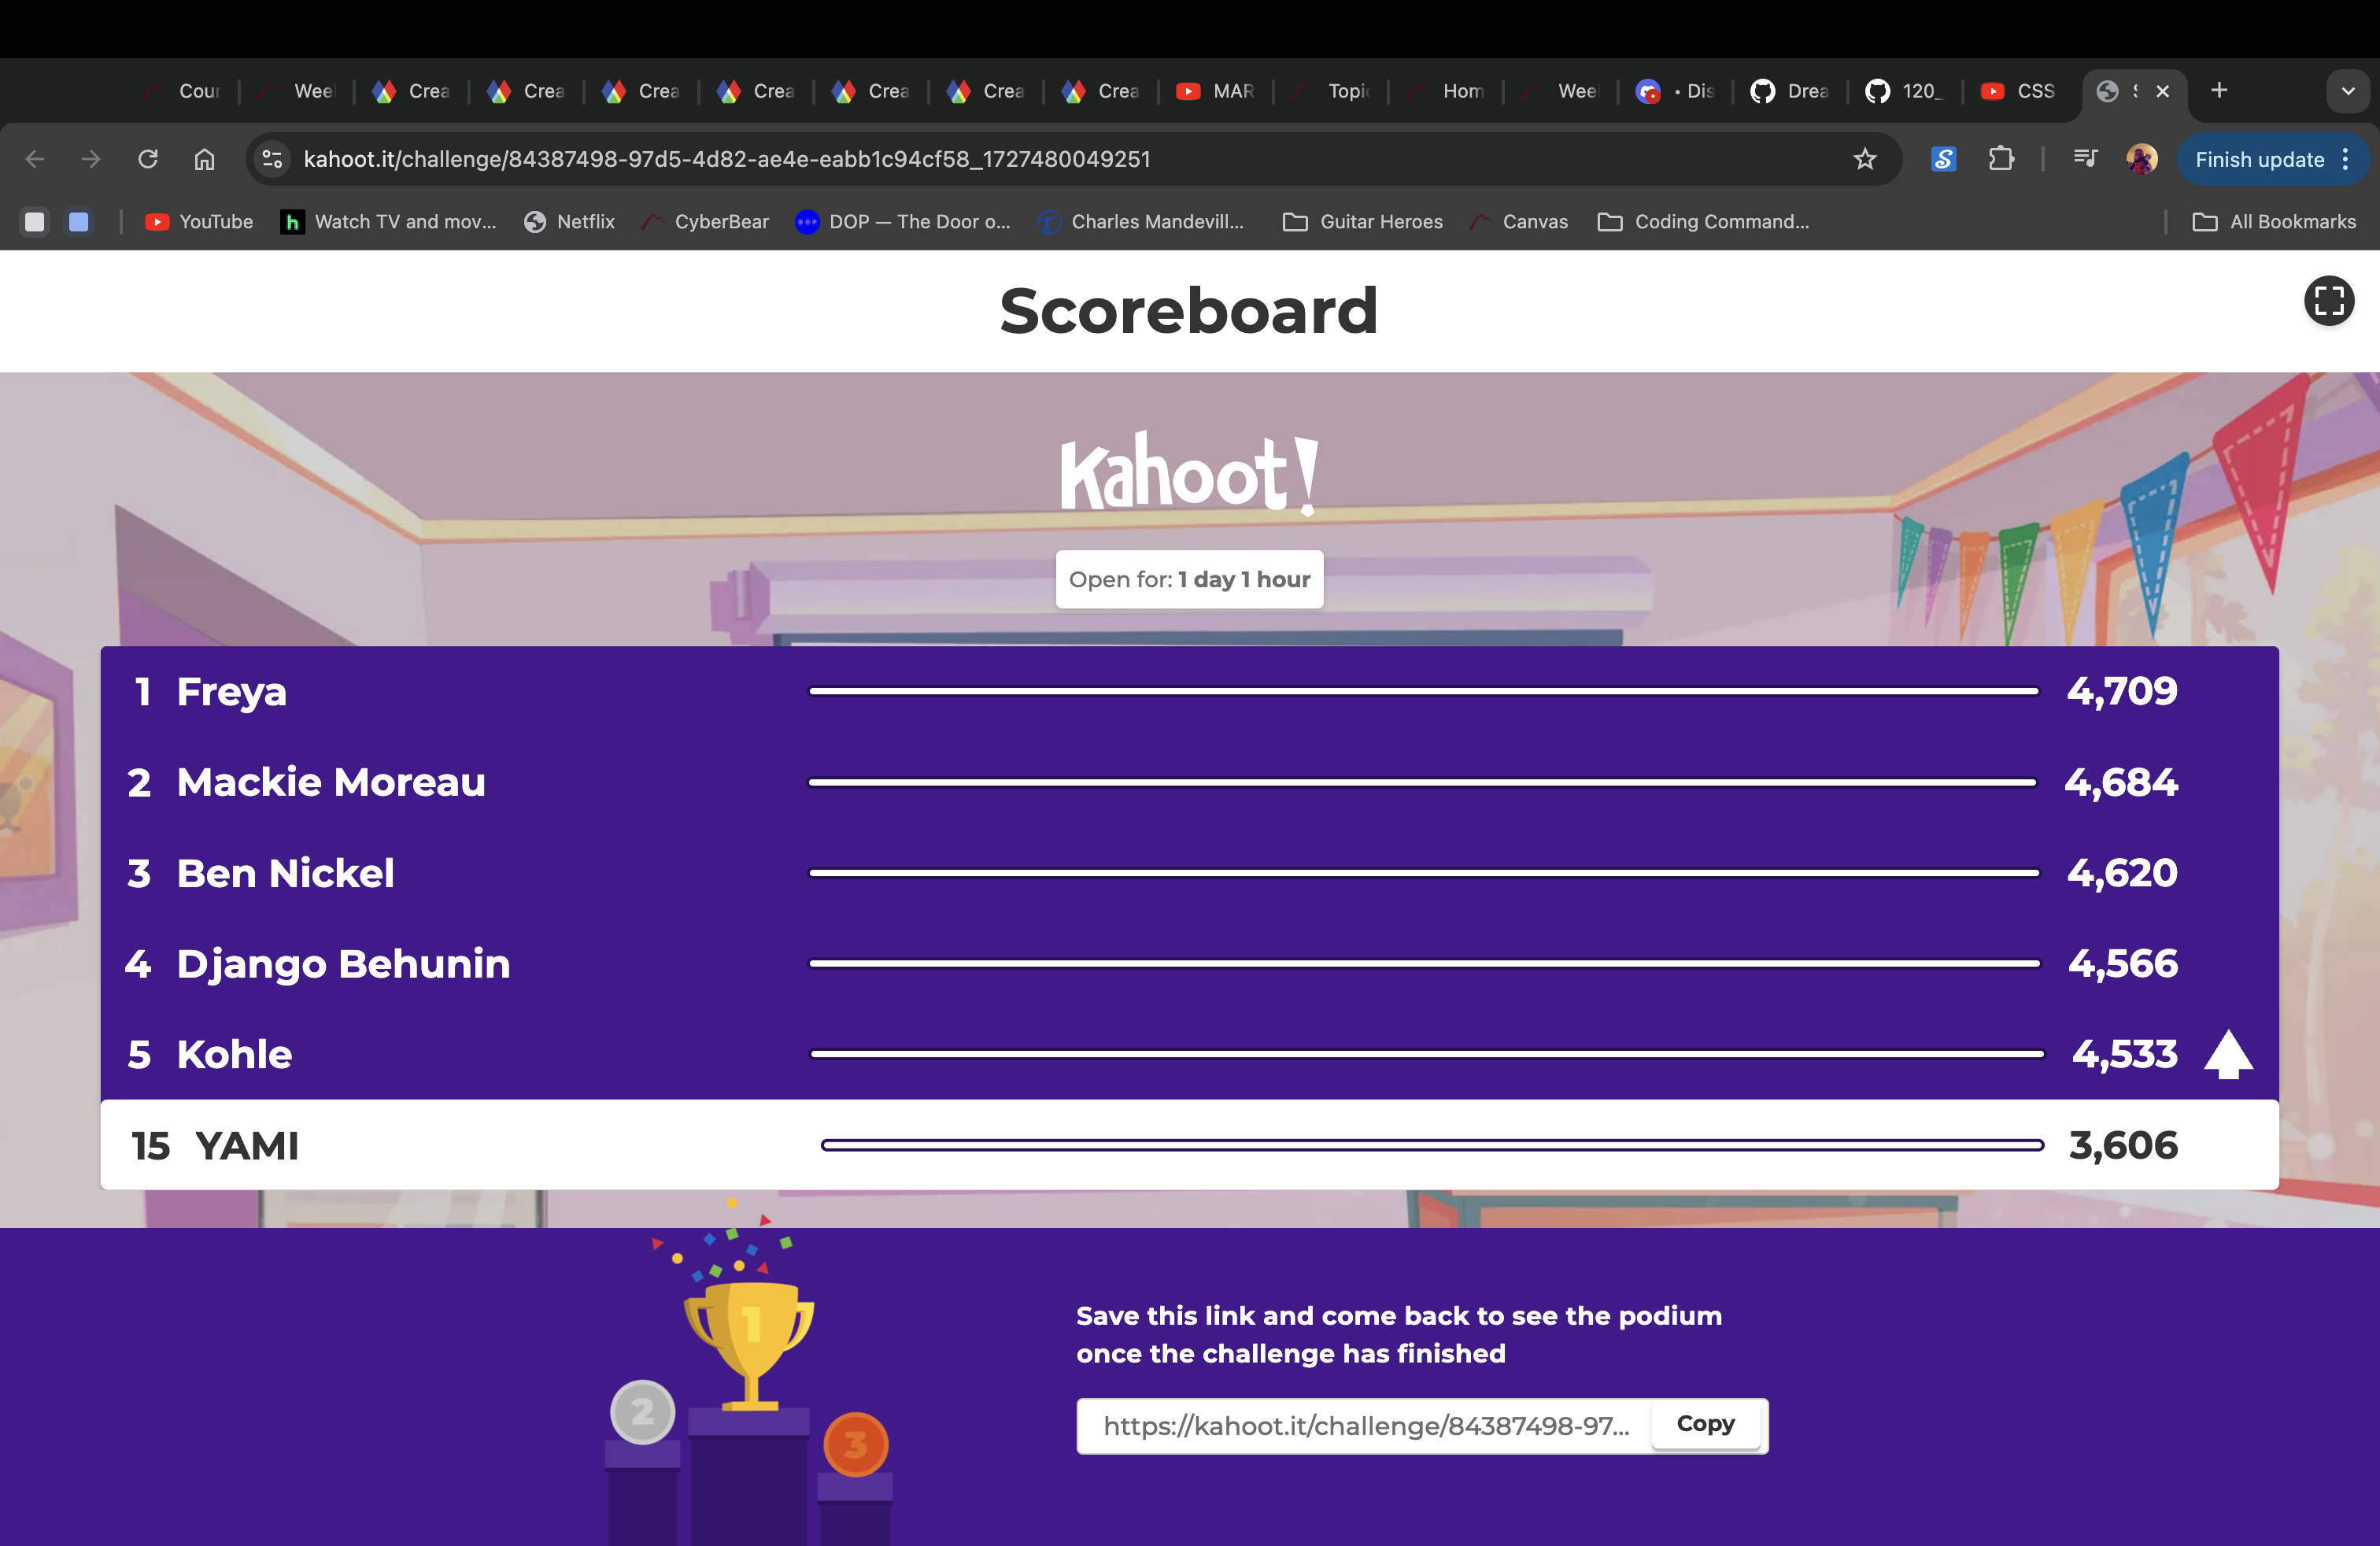 Cour Wee Crea Crea Crea Crea Crea Crea Crea MAR Topic Hom Wee • Dis Drea 120_ CSS
kahoot.it/challenge/84387498-97d5-4d82-ae4e-eabb1c94cf58_1727480049251
S
Finish update
YouTube
h
Watch TV and mov...
Netflix
CyberBear
DOP — The Door o...
Charles Mandevill...
Guitar Heroes
Canvas
Coding Command...
All Bookmarks
Scoreboard
Kahoot!
Open for: 1 day 1 hour
1 Freya 4,709
2 Mackie Moreau 4,684
3 Ben Nickel 4,620
4 Django Behunin 4,566
5 Kohle 4,533
15 YAMI 3,606
1
2
3
Save this link and come back to see the podium
once the challenge has finished
https://kahoot.it/challenge/84387498-97... Copy